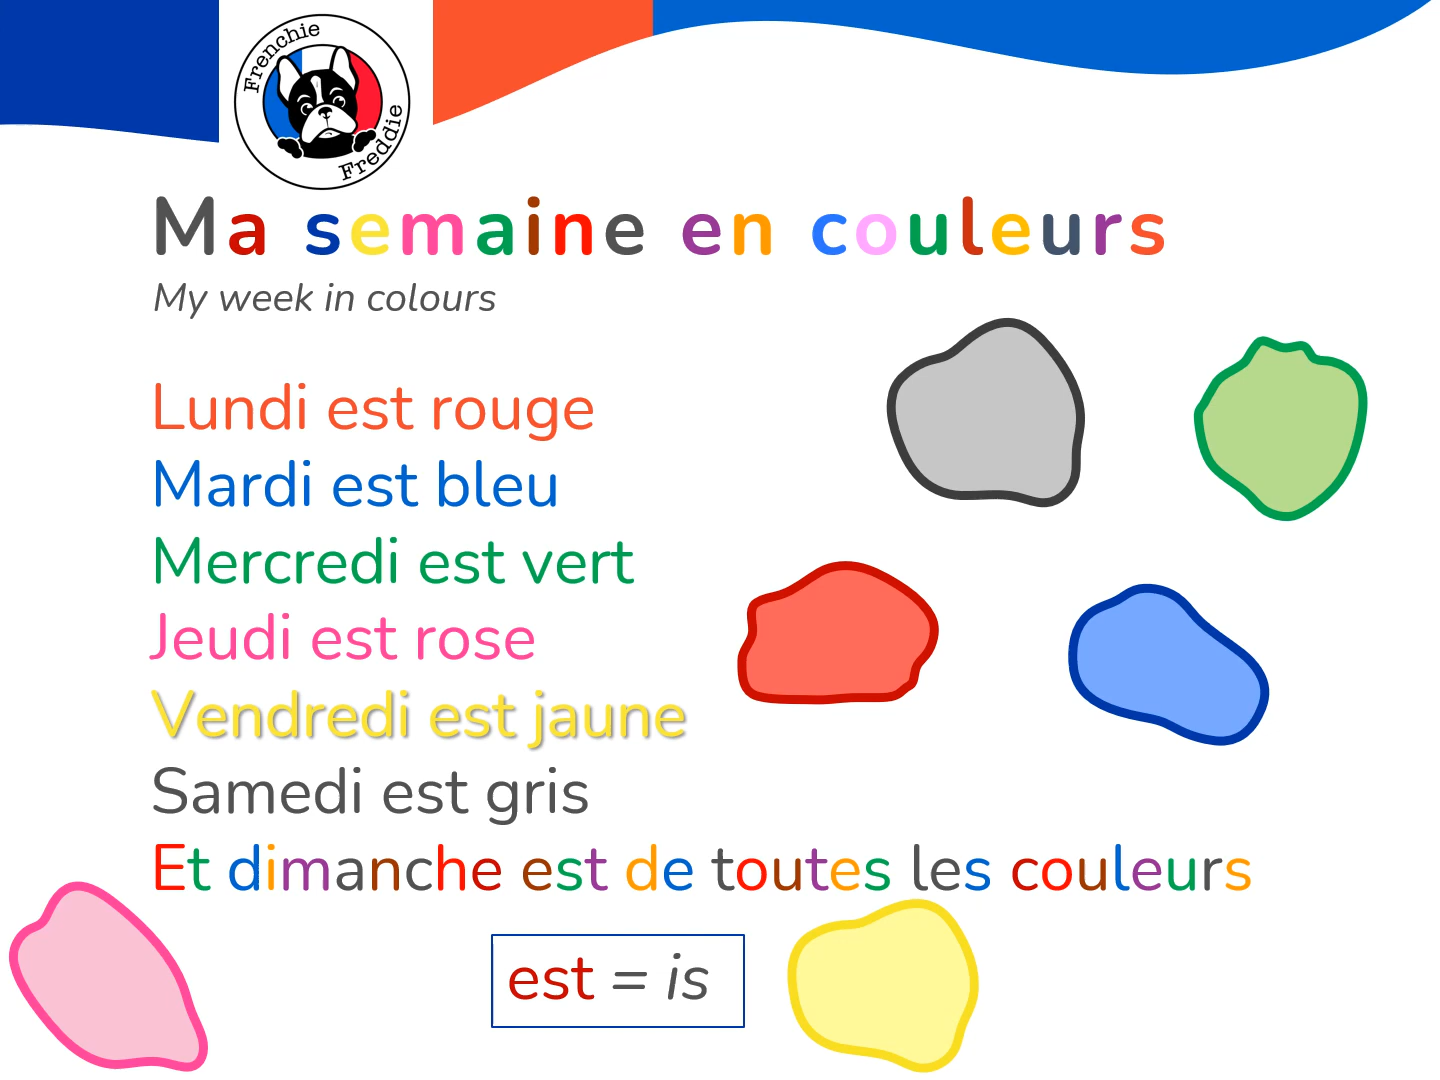 Frenchie
Freddie
Ma semaine en couleurs
My week in colours
Lundi est rouge
Mardi est bleu
Mercredi est vert
Jeudi est rose
Vendredi est jaune
Samedi est gris
Et dimanche est de toutes les couleurs
est = is